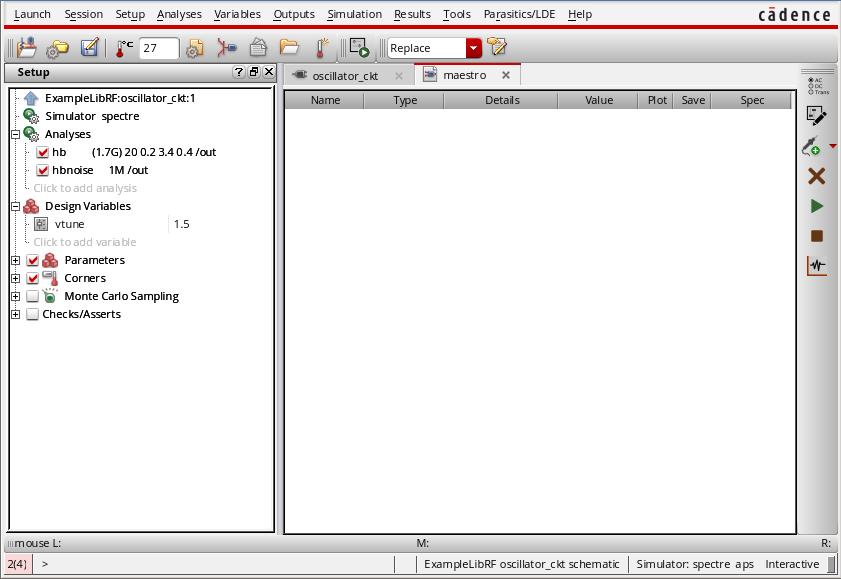 Launch Session Setup Analyses Variables Outputs Simulation Results Tools Parasitics/LDE Help cādence
°C 27 Replace
Setup ? oscillator_ckt maestro
ExampleLibRF:oscillator_ckt:1
Simulator spectre
Analyses
hb (1.7G) 20 0.2 3.4 0.4 /out
hbnoise 1M /out
Click to add analysis
Design Variables
vtune 1.5
Click to add variable
Parameters
Corners
Monte Carlo Sampling
Checks/Asserts
Name Type Details Value Plot Save Spec
AC
DC
Trans
mouse L: M: R:
2(4) > ExampleLibRF oscillator_ckt schematic Simulator: spectre aps Interactive